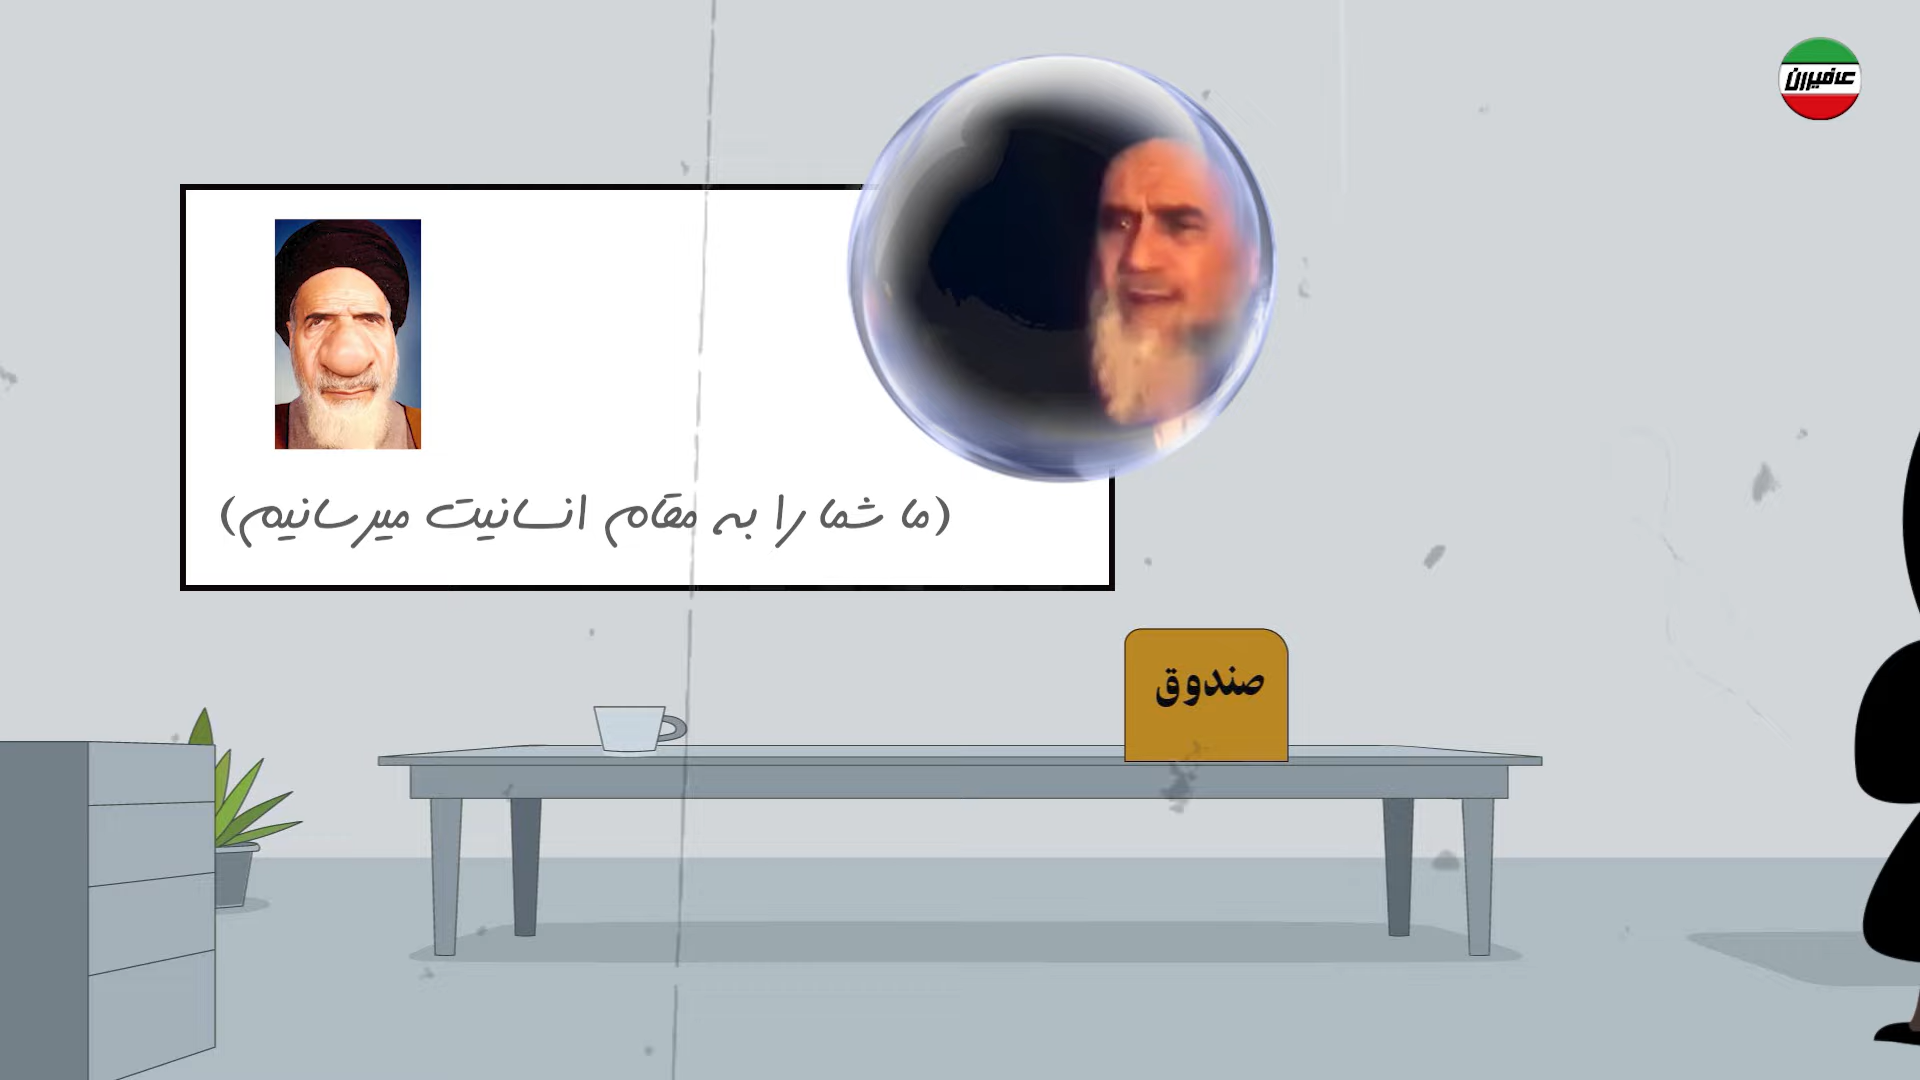 عافیران
(ما شما را به مقام انسانیت میرسانیم)
صندوق